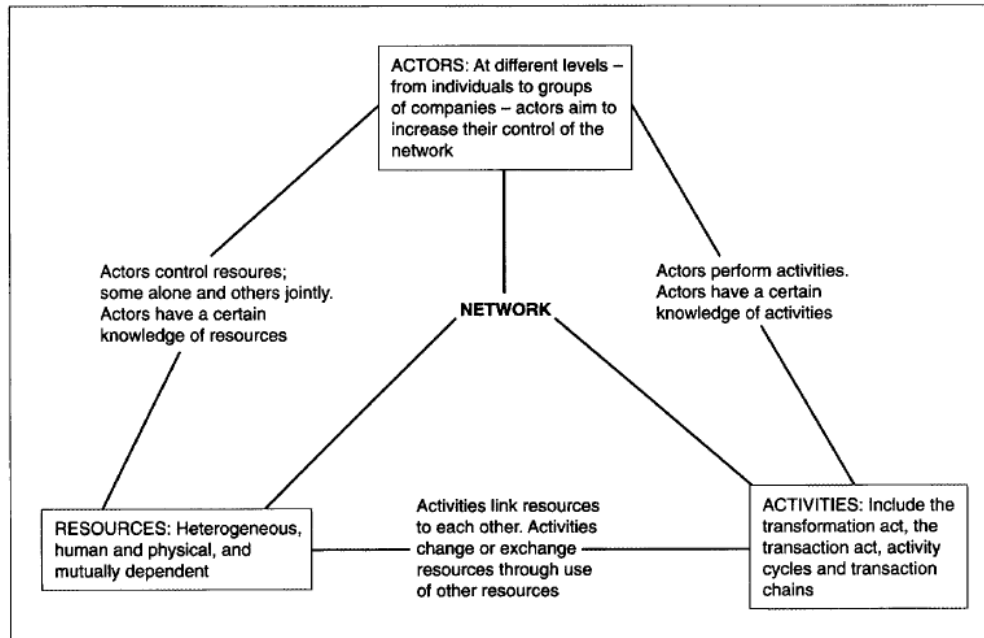 ACTORS: At different levels –
from individuals to groups
of companies – actors aim to
increase their control of the
network
Actors control resoures;
some alone and others jointly.
Actors have a certain
knowledge of resources
Actors perform activities.
Actors have a certain
knowledge of activities
NETWORK
RESOURCES: Heterogeneous,
human and physical, and
mutually dependent
Activities link resources
to each other. Activities
change or exchange
resources through use
of other resources
ACTIVITIES: Include the
transformation act, the
transaction act, activity
cycles and transaction
chains